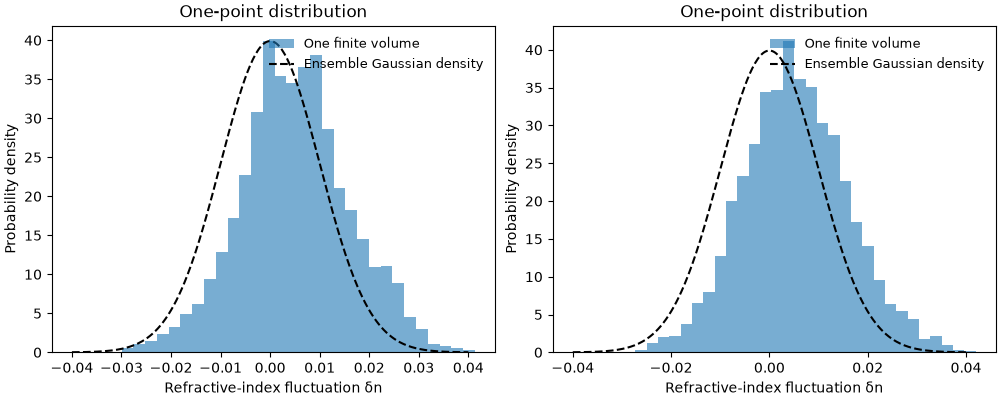 One-point distribution
Probability density
40
35
30
25
20
15
10
5
0
One finite volume
Ensemble Gaussian density
−0.04 −0.03 −0.02 −0.01 0.00 0.01 0.02 0.03 0.04
Refractive-index fluctuation δn
One-point distribution
Probability density
40
35
30
25
20
15
10
5
0
One finite volume
Ensemble Gaussian density
−0.04 −0.02 0.00 0.02 0.04
Refractive-index fluctuation δn